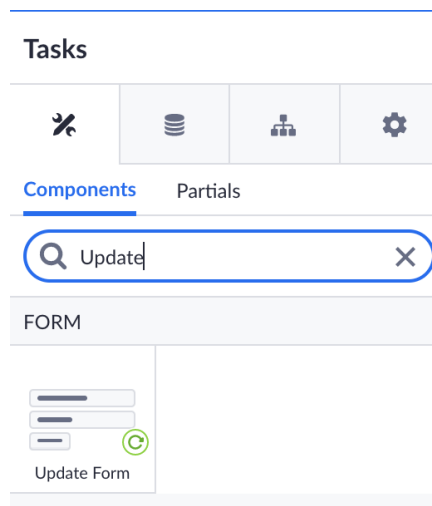 Tasks
Components Partials
Update
FORM
Update Form